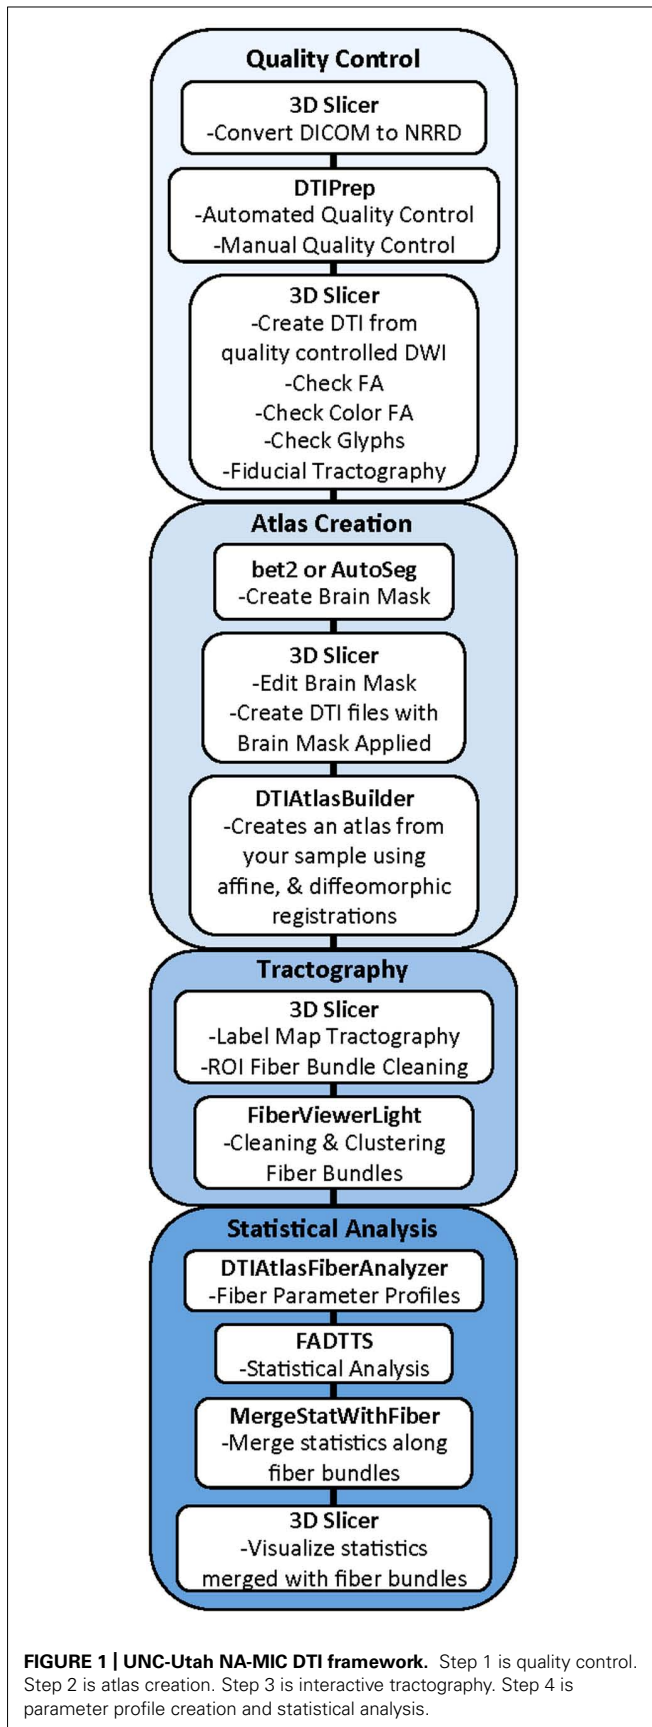 Quality Control
3D Slicer
-Convert DICOM to NRRD
DTIPrep
-Automated Quality Control
-Manual Quality Control
3D Slicer
-Create DTI from
quality controlled DWI
-Check FA
-Check Color FA
-Check Glyphs
-Fiducial Tractography
Atlas Creation
bet2 or AutoSeg
-Create Brain Mask
3D Slicer
-Edit Brain Mask
-Create DTI files with
Brain Mask Applied
DTIAtlasBuilder
-Creates an atlas from
your sample using
affine, & diffeomorphic
registrations
Tractography
3D Slicer
-Label Map Tractography
-ROI Fiber Bundle Cleaning
FiberViewerLight
-Cleaning & Clustering
Fiber Bundles
Statistical Analysis
DTIAtlasFiberAnalyzer
-Fiber Parameter Profiles
FADTTS
-Statistical Analysis
MergeStatWithFiber
-Merge statistics along
fiber bundles
3D Slicer
-Visualize statistics
merged with fiber bundles
FIGURE 1 | UNC-Utah NA-MIC DTI framework. Step 1 is quality control.
Step 2 is atlas creation. Step 3 is interactive tractography. Step 4 is
parameter profile creation and statistical analysis.